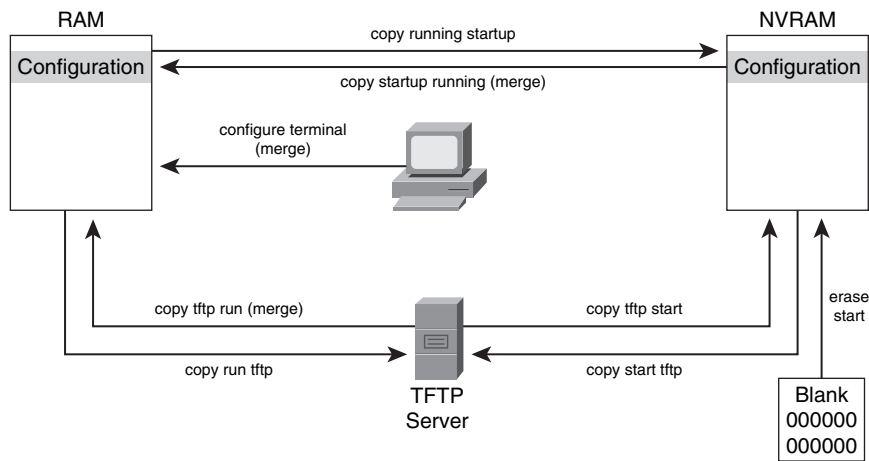 RAM
NVRAM
copy running startup
Configuration
Configuration
copy startup running (merge)
configure terminal
(merge)
copy tftp run (merge)
copy tftp start
erase
start
copy run tftp
copy start tftp
TFTP
Server
Blank
000000
000000